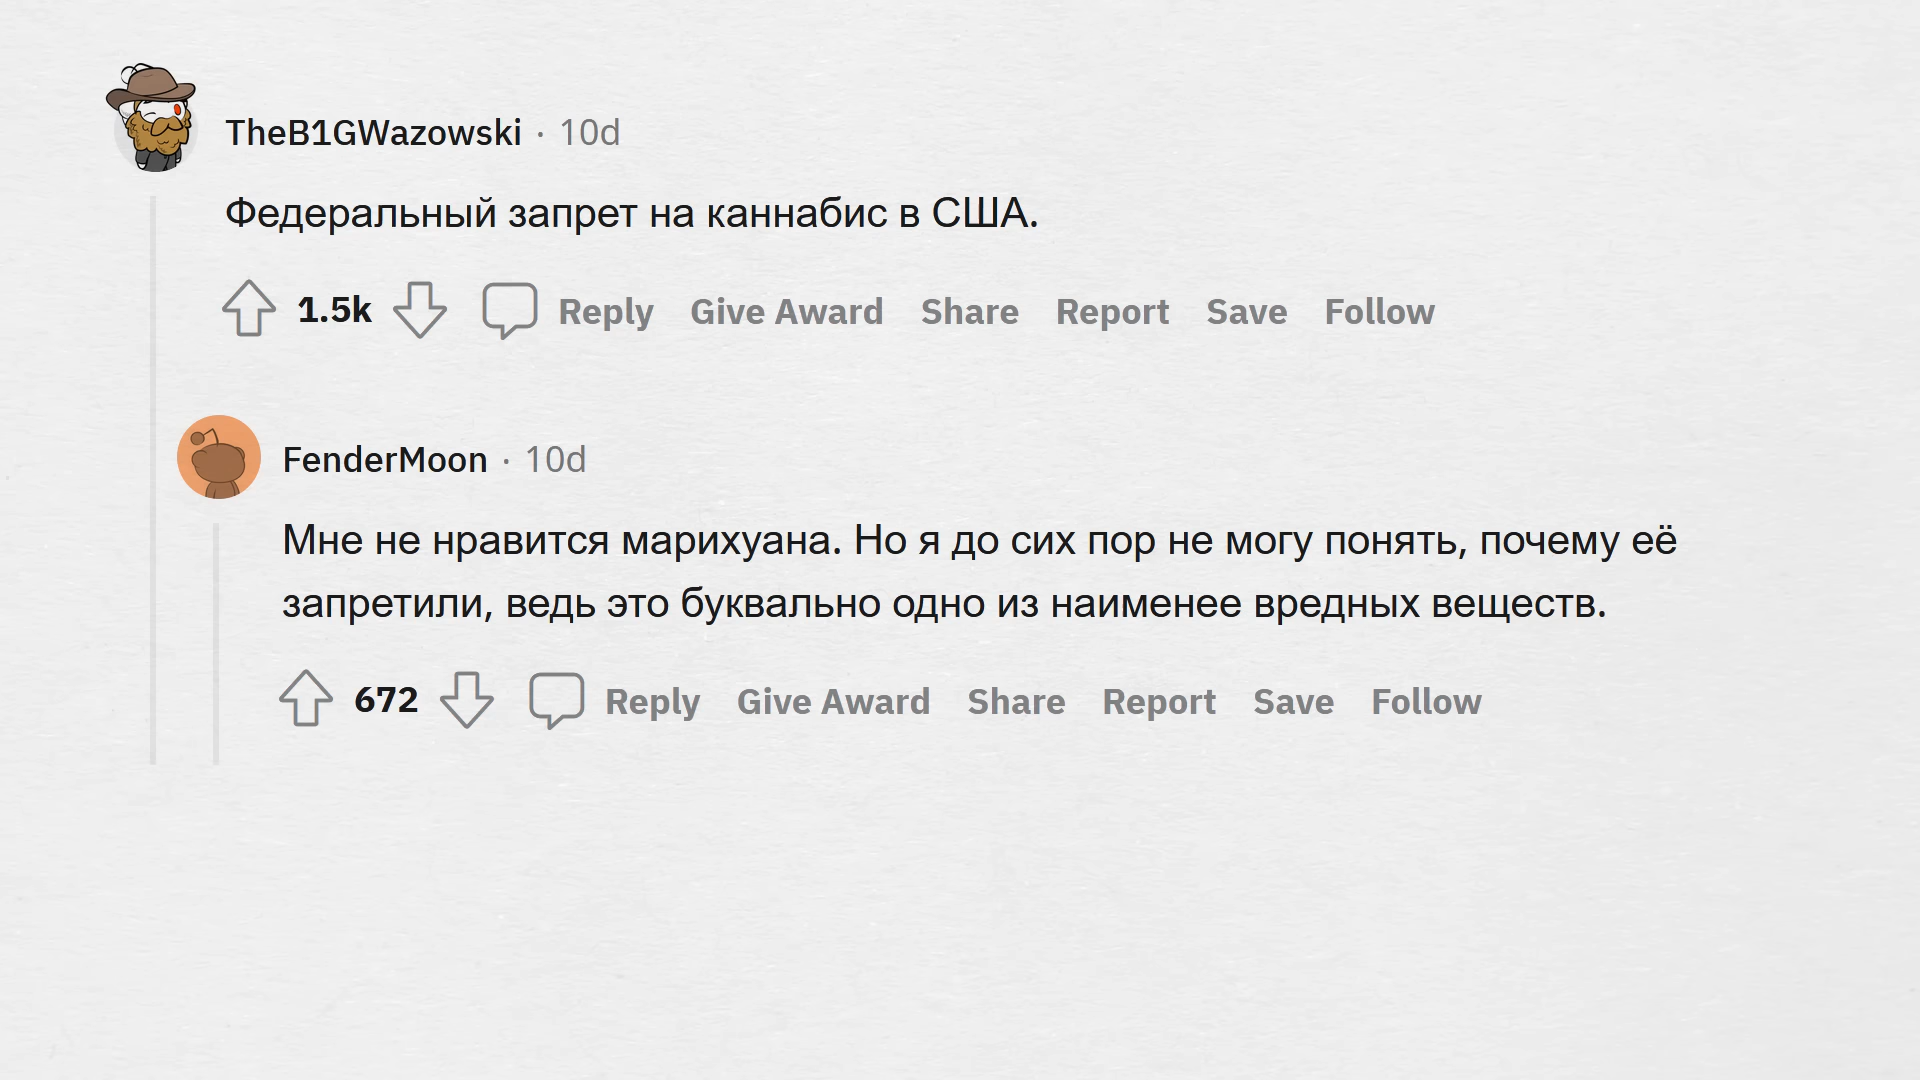 TheB1GWazowski · 10d
Федеральный запрет на каннабис в США.
1.5k Reply Give Award Share Report Save Follow
FenderMoon · 10d
Мне не нравится марихуана. Но я до сих пор не могу понять, почему её
запретили, ведь это буквально одно из наименее вредных веществ.
672 Reply Give Award Share Report Save Follow